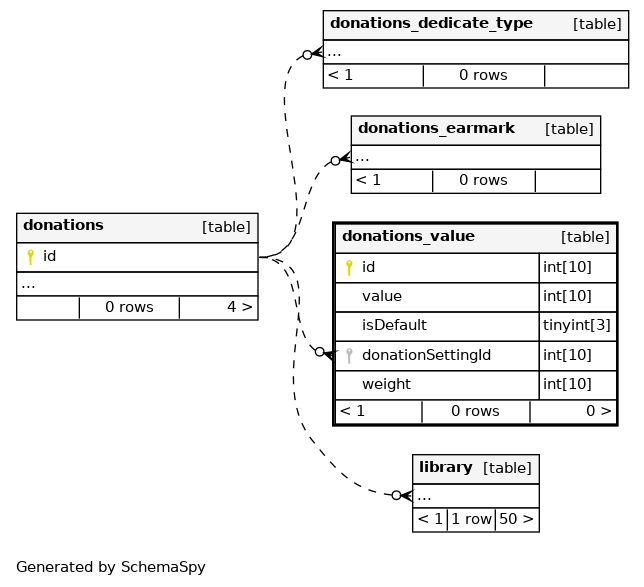 donations_dedicate_type [table]
...
< 1 0 rows
donations_earmark [table]
...
< 1 0 rows
donations [table]
id
...
0 rows 4 >
donations_value [table]
id int[10]
value int[10]
isDefault tinyint[3]
donationSettingId int[10]
weight int[10]
< 1 0 rows 0 >
library [table]
...
< 1 1 row 50 >
Generated by SchemaSpy